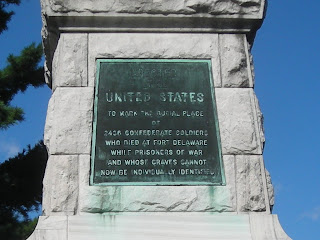 UNITED STATES
TO MARK THE BURIAL PLACE
OF
2436 CONFEDERATE SOLDIERS
WHO DIED AT FORT DELAWARE
WHILE PRISONERS OF WAR
AND WHOSE GRAVES CANNOT
NOW BE INDIVIDUALLY IDENTIFIED